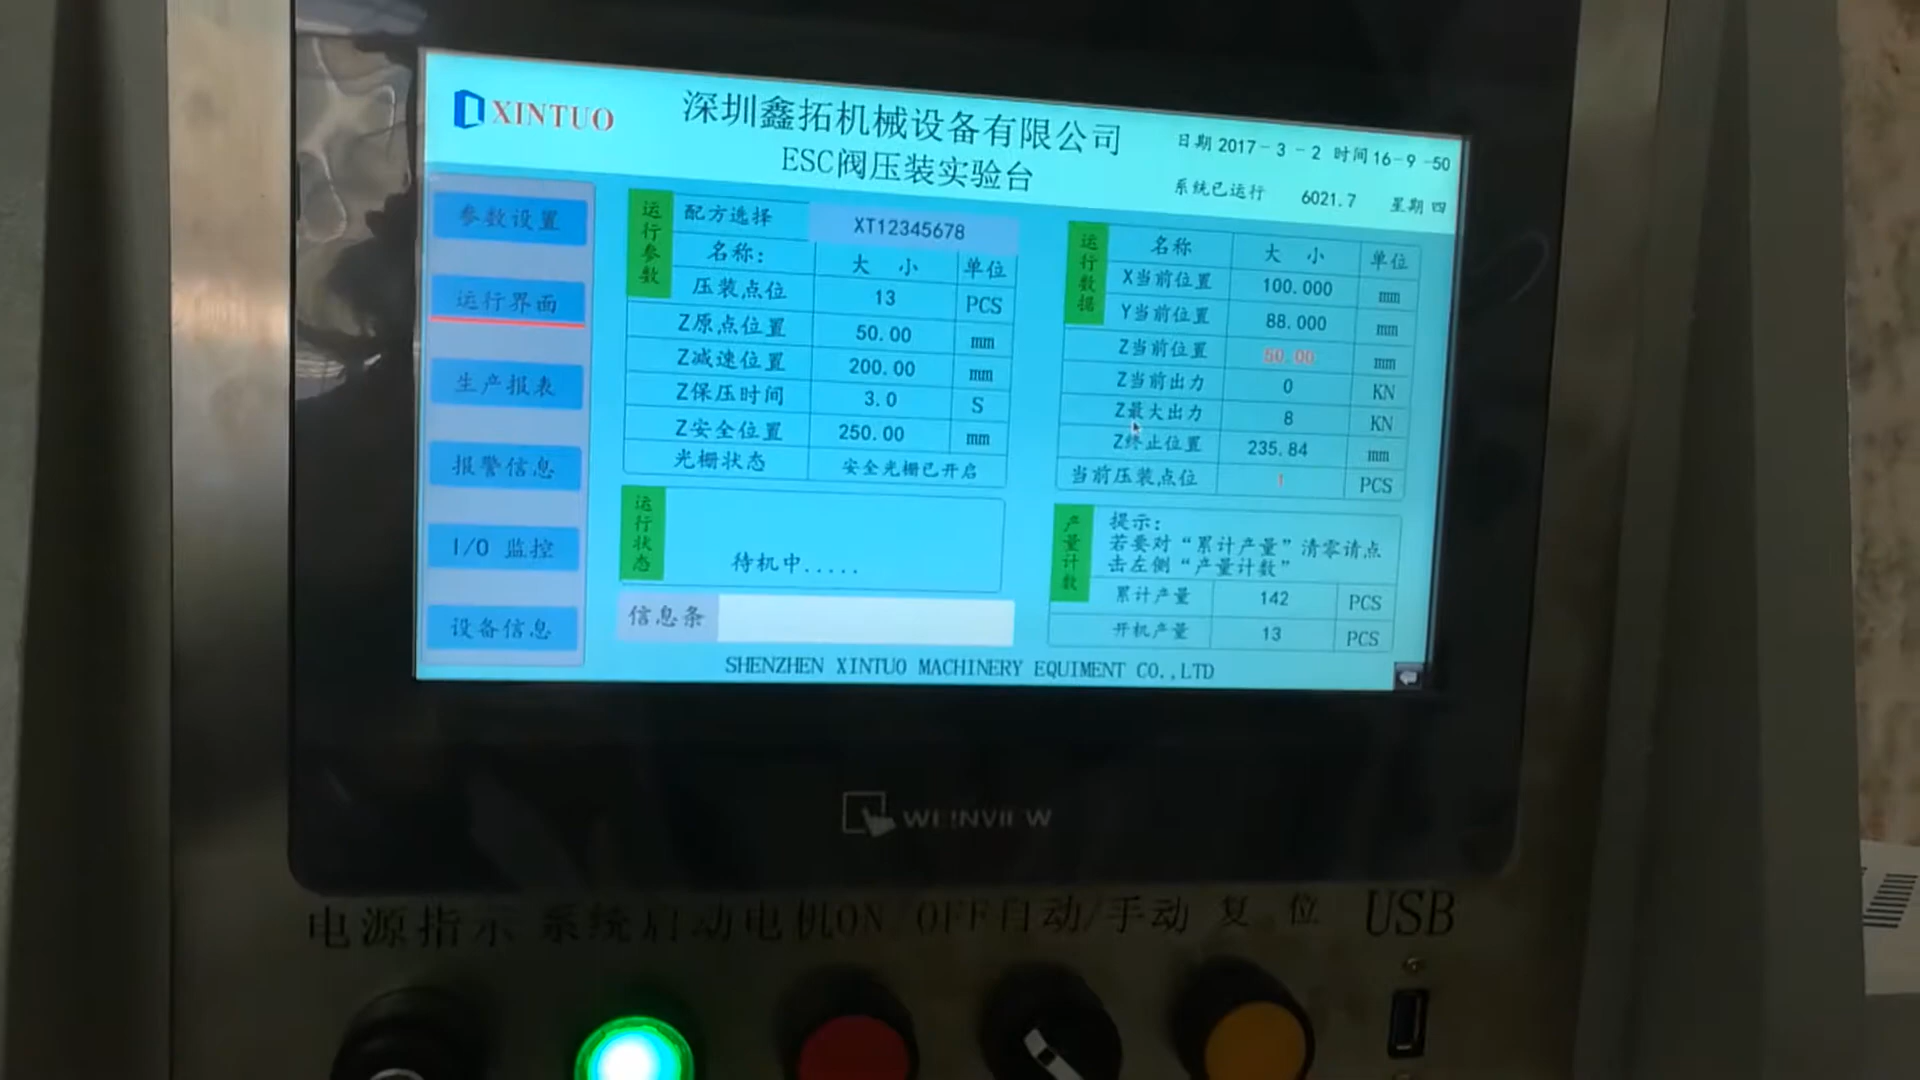 XINTUO
深圳鑫拓机械设备有限公司
ESC阀压装实验台
日期 2017-3-2 时间 16-9-50
系统已运行 6021.7 星期 四
参数设置
运行界面
生产报表
报警信息
I/O 监控
设备信息
运行参数
配方选择 XT12345678
名称: 大 小 单位
压装点位 13 PCS
Z原点位置 50.00 mm
Z减速位置 200.00 mm
Z保压时间 3.0 S
Z安全位置 250.00 mm
光栅状态 安全光栅已开启
运行状态
待机中.....
信息条
运行数据
名称 大 小 单位
X当前位置 100.000 mm
Y当前位置 88.000 mm
Z当前位置 50.00 mm
Z当前出力 0 KN
Z最大出力 8 KN
Z终止位置 235.84 mm
当前压装点位 1 PCS
产量计数
提示:
若要对“累计产量”清零请点
击左侧“产量计数”
累计产量 142 PCS
开机产量 13 PCS
SHENZHEN XINTUO MACHINERY EQUIMENT CO.,LTD
WEINVIEW
电源指示 系统启动 电机ON/OFF 自动/手动 复位 USB